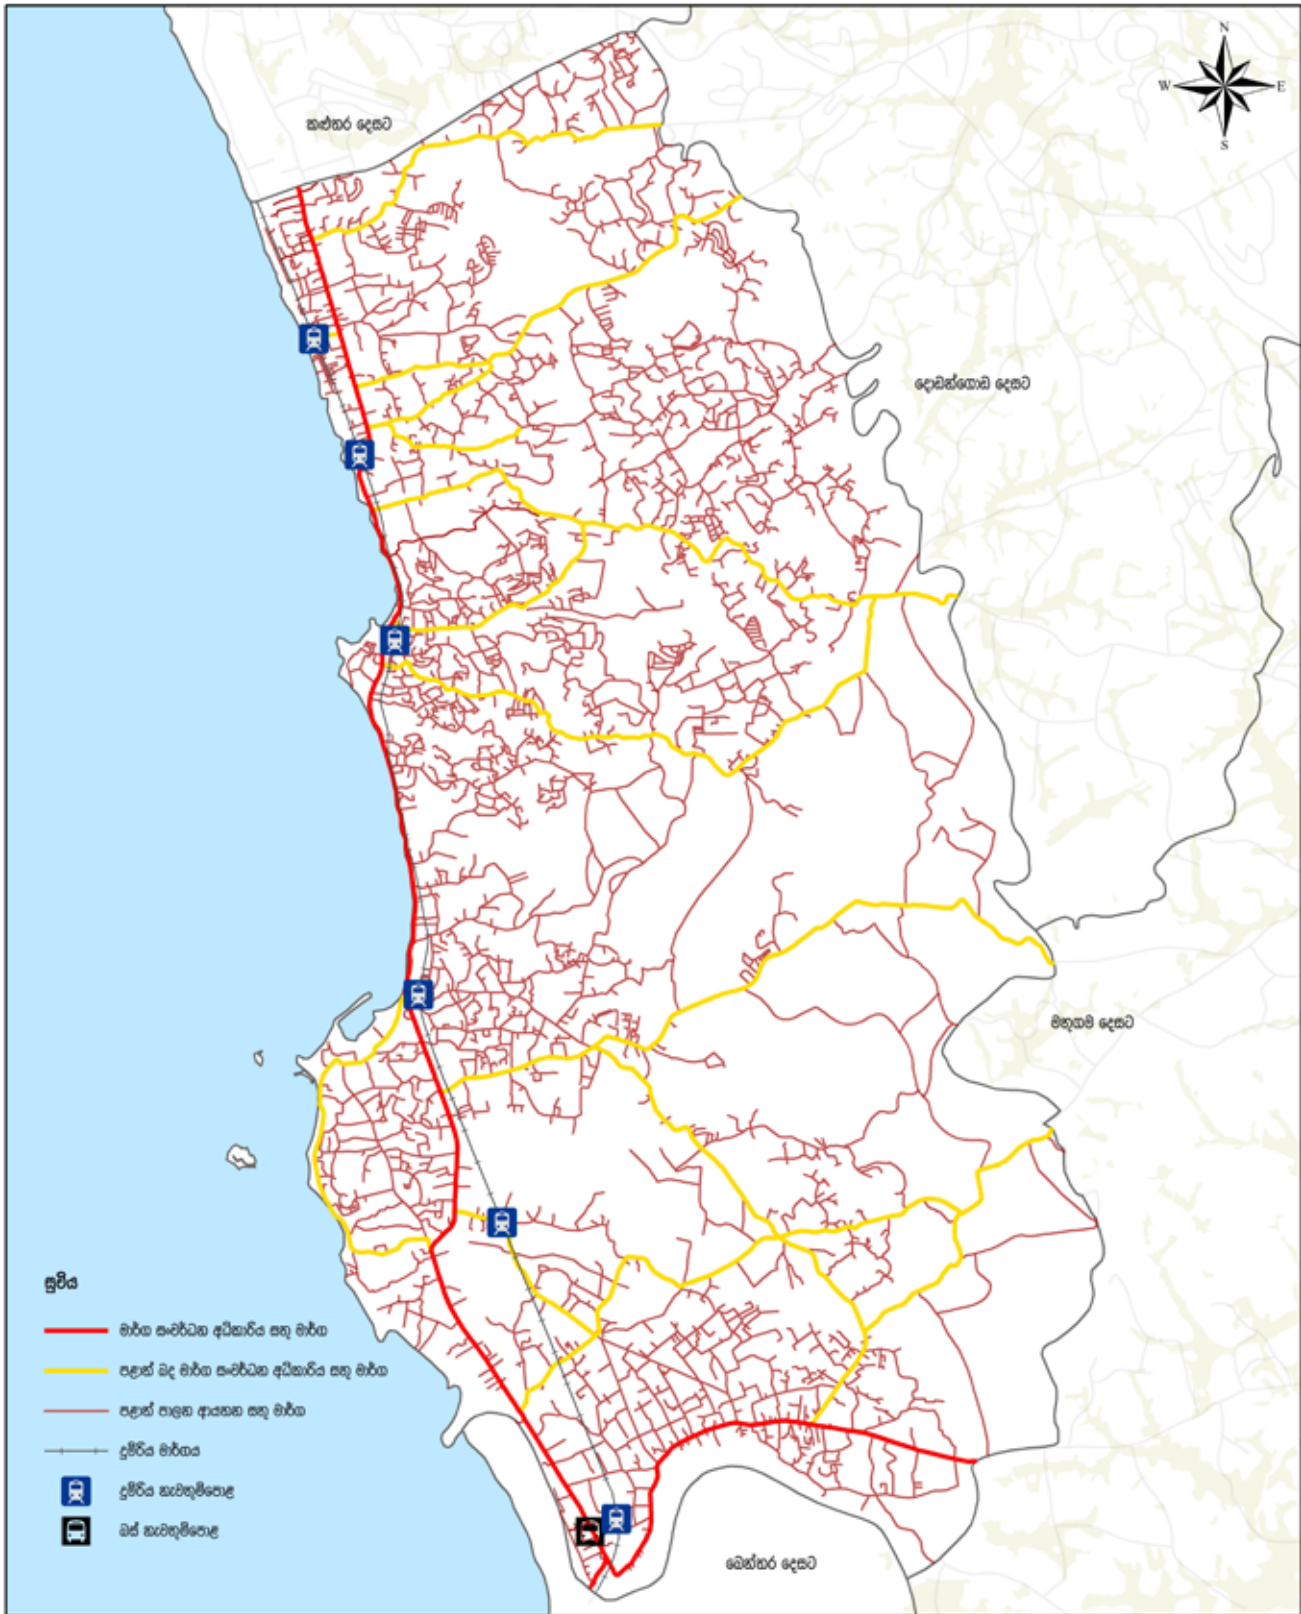 N
W
E
S
කළුතර දෙසට
දොඩන්ගොඩ දෙසට
මතුගම දෙසට
බෙන්තර දෙසට
සූචිය
මාර්ග සංවර්ධන අධිකාරිය සතු මාර්ග
පළාත් බද මාර්ග සංවර්ධන අධිකාරිය සතු මාර්ග
පළාත් පාලන ආයතන සතු මාර්ග
දුම්රිය මාර්ගය
දුම්රිය නැවතුම්පොළ
බස් නැවතුම්පොළ